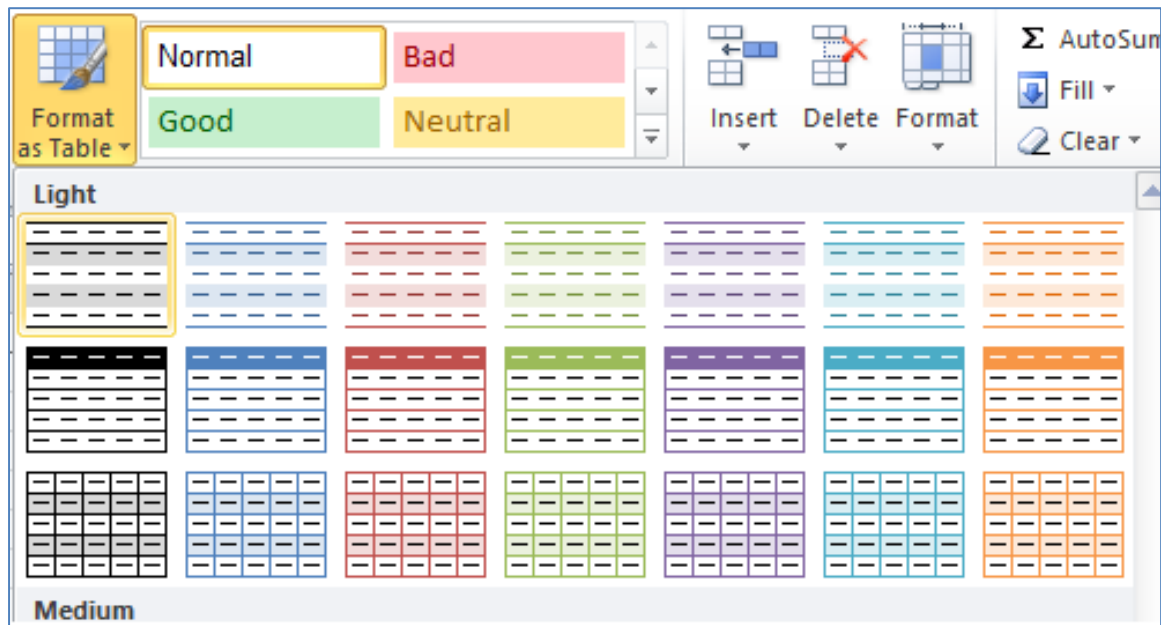 Normal
Bad
Good
Neutral
Format
as Table
Insert
Delete
Format
Σ AutoSum
Fill
Clear
Light
Medium